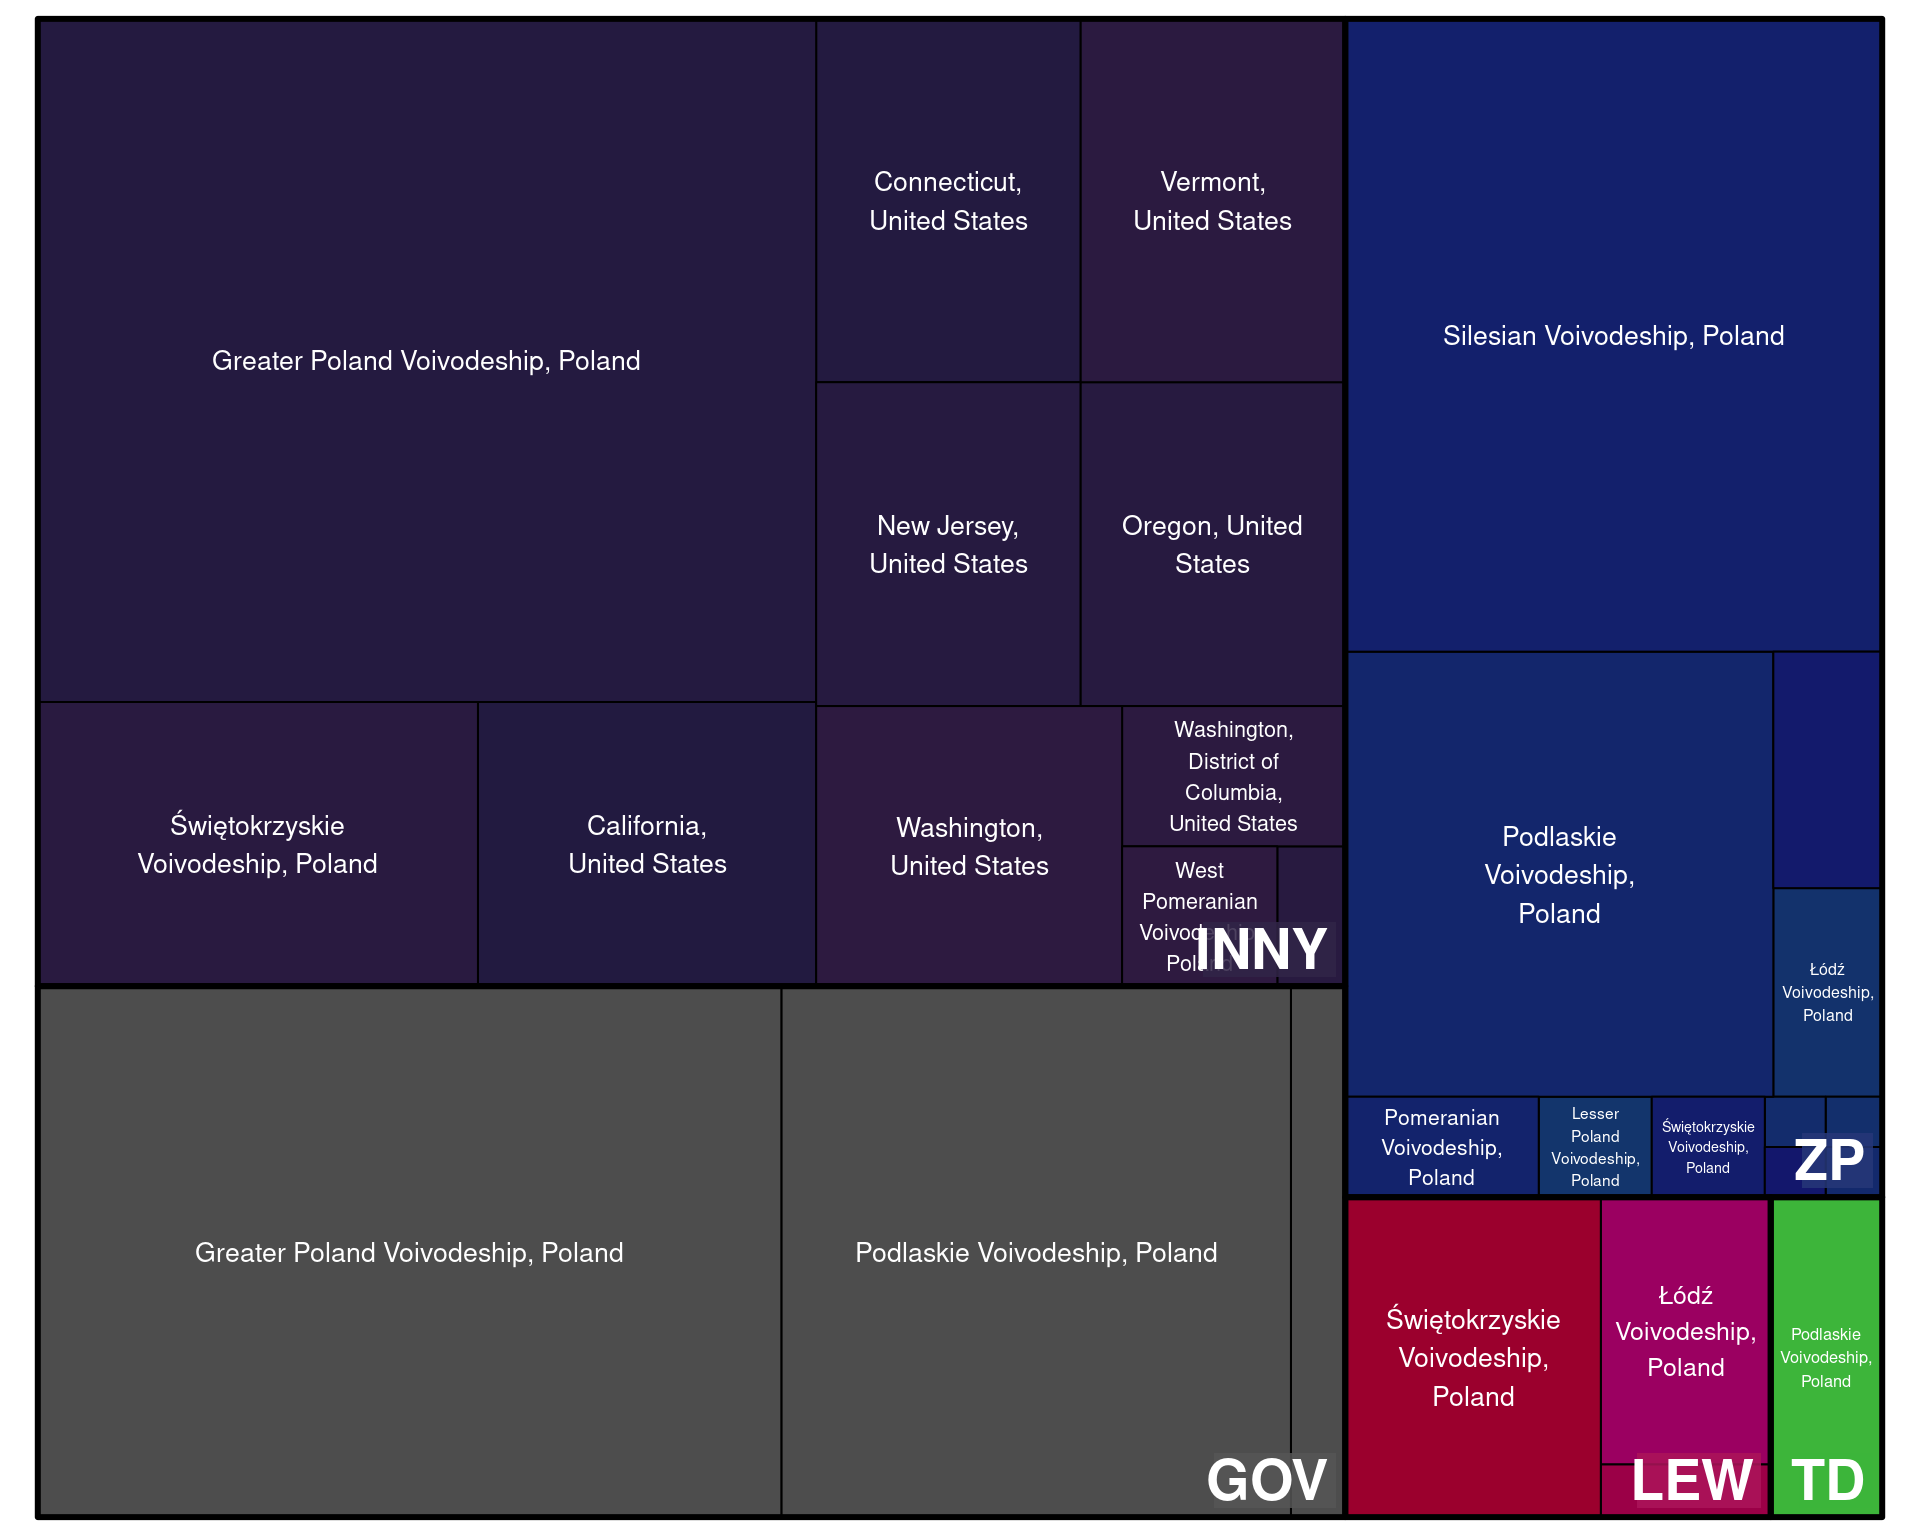 Greater Poland Voivodeship, Poland
Connecticut,
United States
Vermont,
United States
New Jersey,
United States
Oregon, United
States
Świętokrzyskie
Voivodeship, Poland
California,
United States
Washington,
United States
Washington,
District of
Columbia,
United States
West
Pomeranian
INNY
Greater Poland Voivodeship, Poland
Podlaskie Voivodeship, Poland
GOV
Silesian Voivodeship, Poland
Podlaskie
Voivodeship,
Poland
Łódź
Voivodeship,
Poland
Pomeranian
Voivodeship,
Poland
Lesser
Poland
Voivodeship,
Poland
Świętokrzyskie
Voivodeship,
Poland
ZP
Świętokrzyskie
Voivodeship,
Poland
Łódź
Voivodeship,
Poland
LEW
Podlaskie
Voivodeship,
Poland
TD